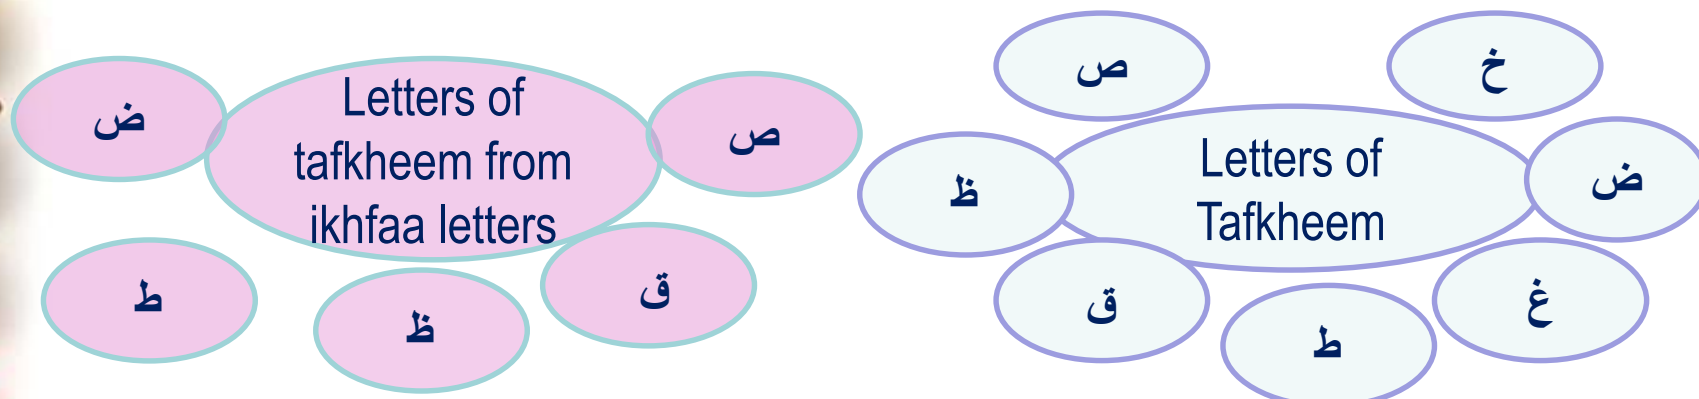 ض
Letters of
tafkheem from
ikhfaa letters
ص
ط
ظ
ق
ص
خ
ظ
Letters of
Tafkheem
ض
ق
ط
غ